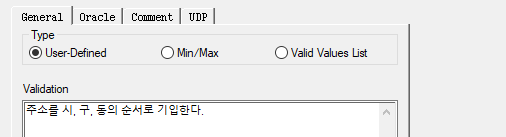 General Oracle Comment UDP
Type
User-Defined Min/Max Valid Values List
Validation
주소를 시, 구, 동의 순서로 기입한다.